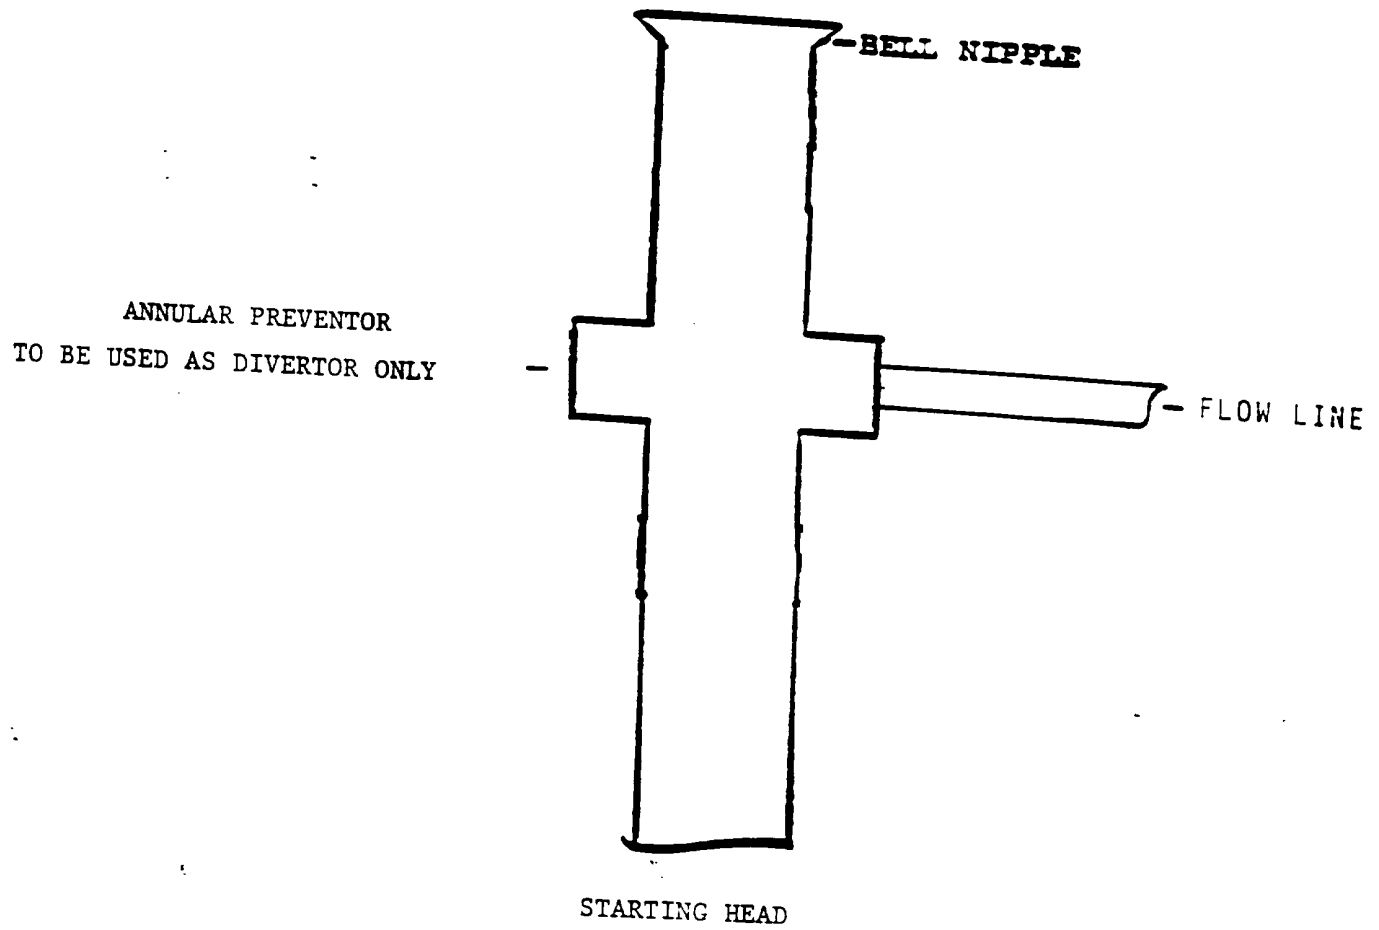 BELL NIPPLE
ANNULAR PREVENTOR
TO BE USED AS DIVERTOR ONLY
FLOW LINE
STARTING HEAD